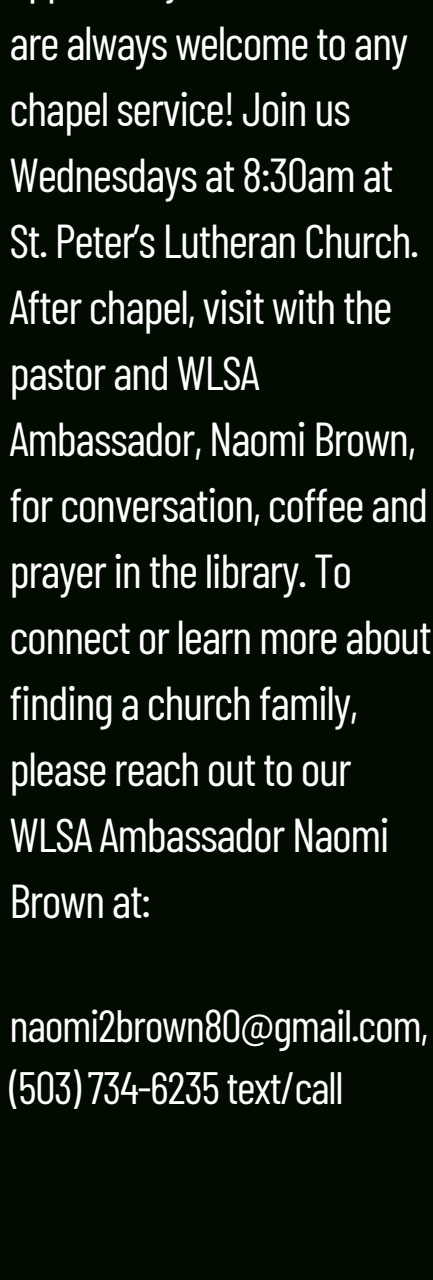 are always welcome to any
chapel service! Join us
Wednesdays at 8:30am at
St. Peter's Lutheran Church.
After chapel, visit with the
pastor and WLSA
Ambassador, Naomi Brown,
for conversation, coffee and
prayer in the library. To
connect or learn more about
finding a church family,
please reach out to our
WLSA Ambassador Naomi
Brown at:
naomi2brown80@gmail.com,
(503) 734-6235 text/call